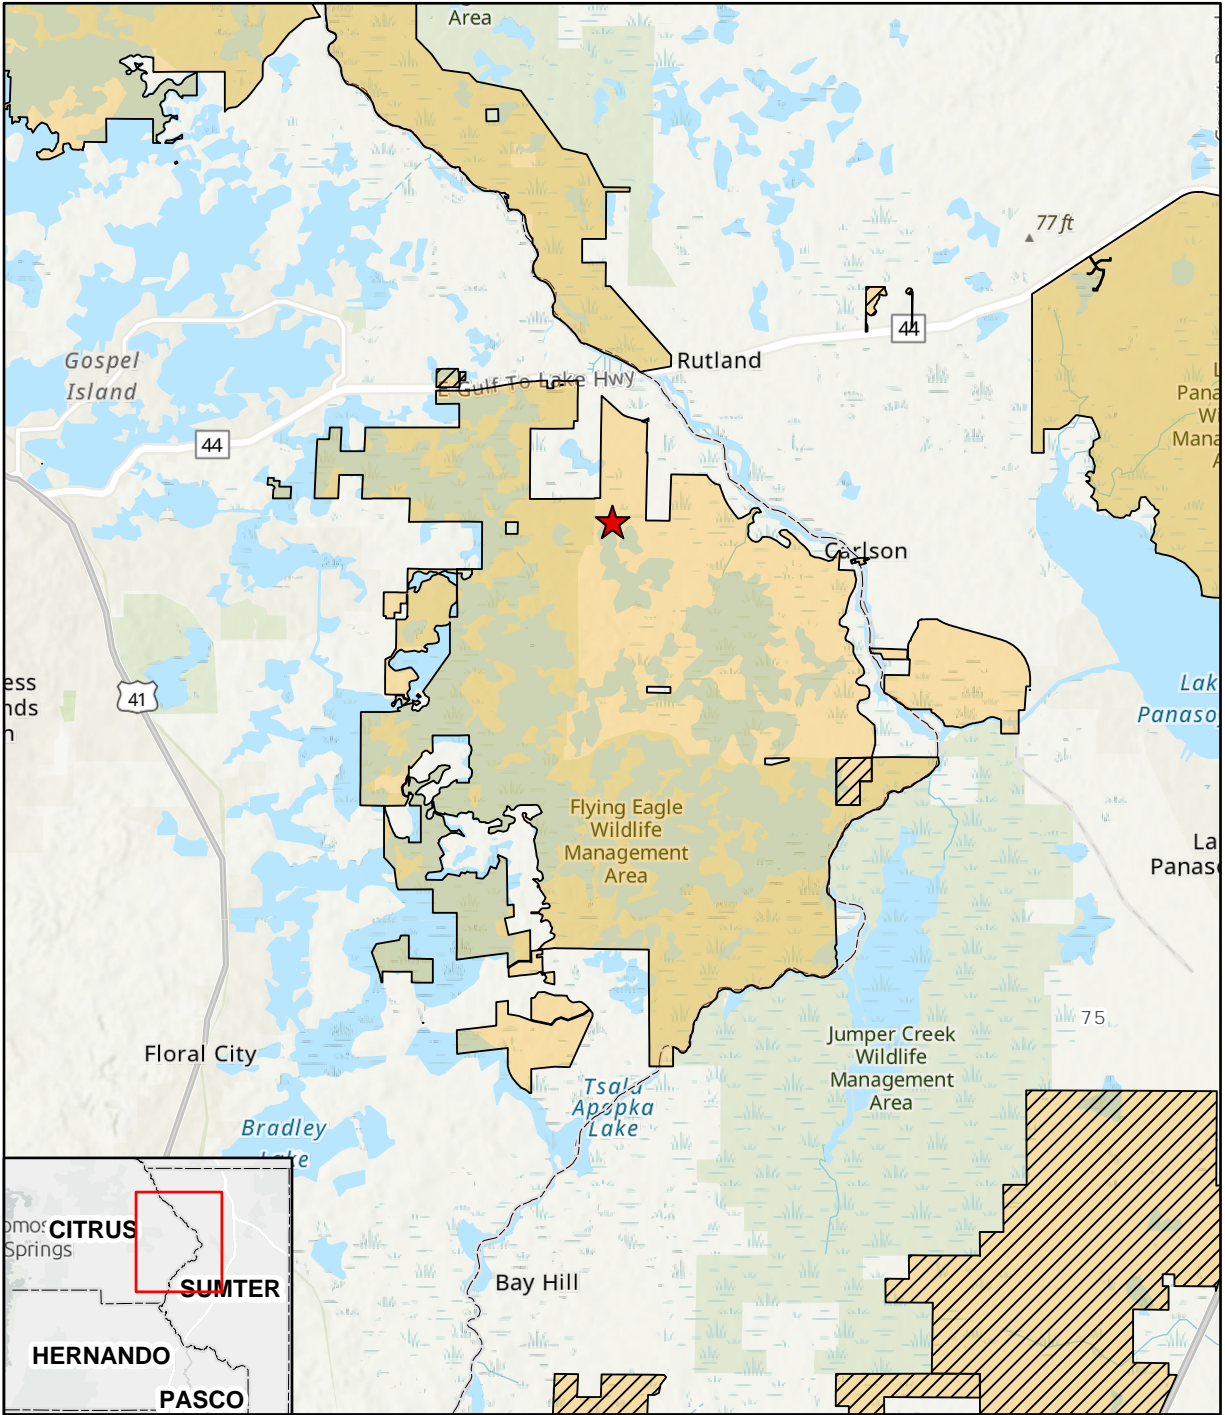 Area
77 ft
44
Rutland
Gospel
Island
E Gulf To Lake Hwy
44
Carlson
41
Lak
Panaso
Flying Eagle
Wildlife
Management
Area
La
Panaso
75
Jumper Creek
Wildlife
Management
Area
Floral City
Tsala
Apopka
Lake
Bradley
Lake
CITRUS
Springs
SUMTER
Bay Hill
HERNANDO
PASCO